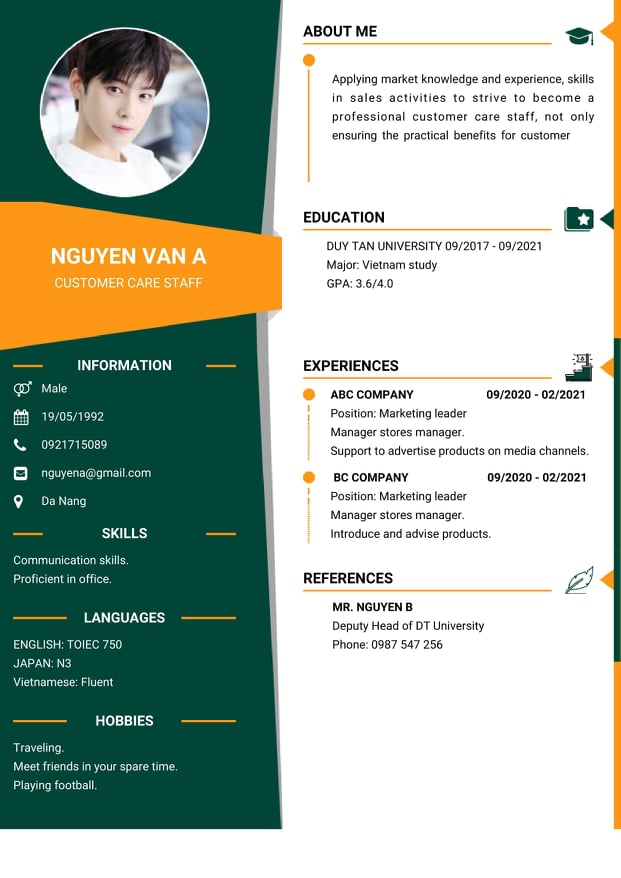 NGUYEN VAN A
CUSTOMER CARE STAFF
INFORMATION
Male
19/05/1992
0921715089
nguyena@gmail.com
Da Nang
SKILLS
Communication skills.
Proficient in office.
LANGUAGES
ENGLISH: TOIEC 750
JAPAN: N3
Vietnamese: Fluent
HOBBIES
Traveling.
Meet friends in your spare time.
Playing football.
ABOUT ME
Applying market knowledge and experience, skills
in sales activities to strive to become a
professional customer care staff, not only
ensuring the practical benefits for customer
EDUCATION
DUY TAN UNIVERSITY 09/2017 - 09/2021
Major: Vietnam study
GPA: 3.6/4.0
EXPERIENCES
ABC COMPANY 09/2020 - 02/2021
Position: Marketing leader
Manager stores manager.
Support to advertise products on media channels.
BC COMPANY 09/2020 - 02/2021
Position: Marketing leader
Manager stores manager.
Introduce and advise products.
REFERENCES
MR. NGUYEN B
Deputy Head of DT University
Phone: 0987 547 256